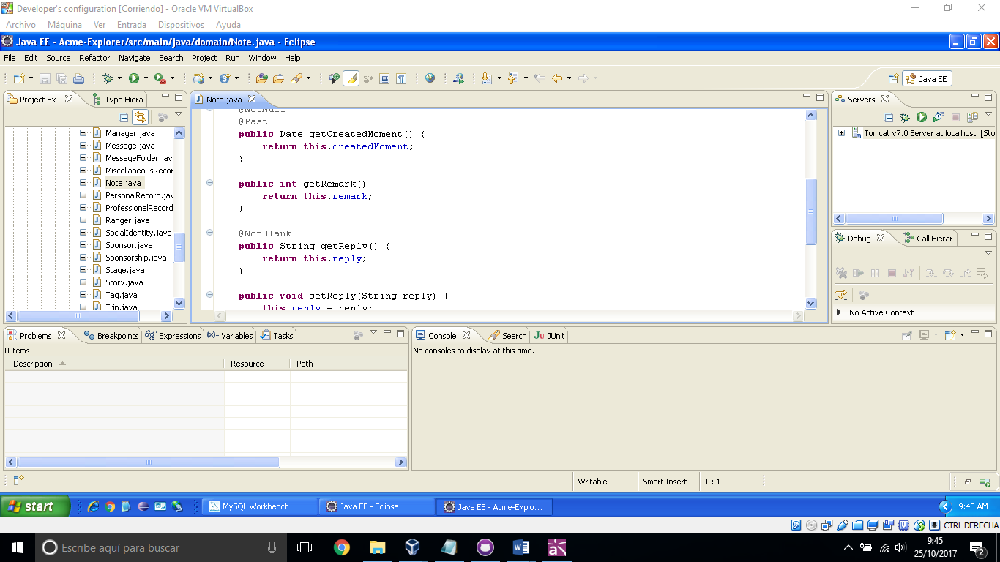 Developer's configuration [Corriendo] - Oracle VM VirtualBox
Archivo Máquina Ver Entrada Dispositivos Ayuda
Java EE - Acme-Explorer/src/main/java/domain/Note.java - Eclipse
File Edit Source Refactor Navigate Search Project Run Window Help
Java EE
Project Ex
Type Hiera
Manager.java
Message.java
MessageFolder.jav
MiscellaneousRecor
Note.java
PersonalRecord.jav
ProfessionalRecord
Ranger.java
SocialIdentity.java
Sponsor.java
Sponsorship.java
Stage.java
Story.java
Tag.java
Trip.java
Note.java
@NotNull
@Past
public Date getCreatedMoment() {
return this.createdMoment;
}
public int getRemark() {
return this.remark;
}
@NotBlank
public String getReply() {
return this.reply;
}
public void setReply(String reply) {
this.reply = reply;
Servers
Tomcat v7.0 Server at localhost [Sto
Debug
Call Hierar
No Active Context
Problems Breakpoints Expressions Variables Tasks
0 items
Description Resource Path
Console Search JUnit
No consoles to display at this time.
Writable Smart Insert 1 : 1
start MySQL Workbench Java EE - Eclipse Java EE - Acme-Explo... 9:45 AM
CTRL DERECHA
Escribe aquí para buscar
9:45
25/10/2017
2